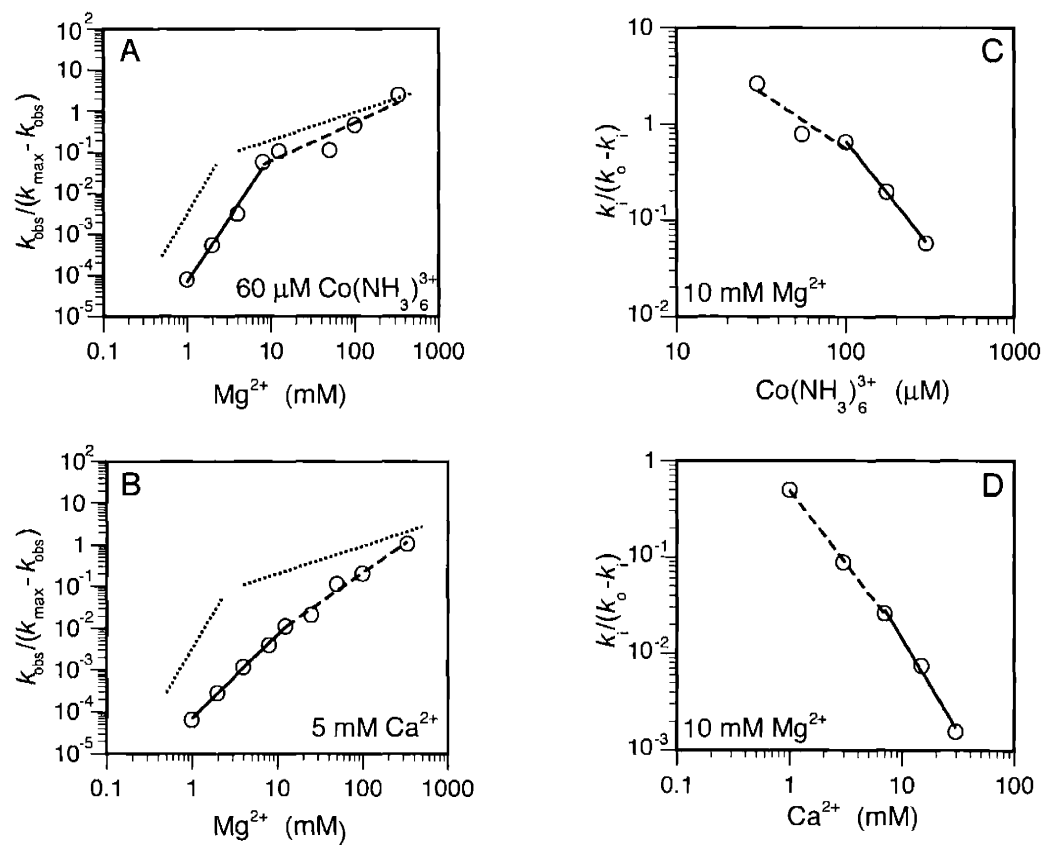 A
k_obs/(k_max - k_obs)
10^2
10
1
10^-1
10^-2
10^-3
10^-4
10^-5
60 μM Co(NH_3)_6^3+
0.1 1 10 100 1000
Mg^2+ (mM)
C
k_i/(k_o-k_i)
10
1
10^-1
10^-2
10 mM Mg^2+
10 100 1000
Co(NH_3)_6^3+ (μM)
B
k_obs/(k_max - k_obs)
10^2
10
1
10^-1
10^-2
10^-3
10^-4
10^-5
5 mM Ca^2+
0.1 1 10 100 1000
Mg^2+ (mM)
D
k_i/(k_o-k_i)
1
10^-1
10^-2
10^-3
10 mM Mg^2+
0.1 1 10 100
Ca^2+ (mM)